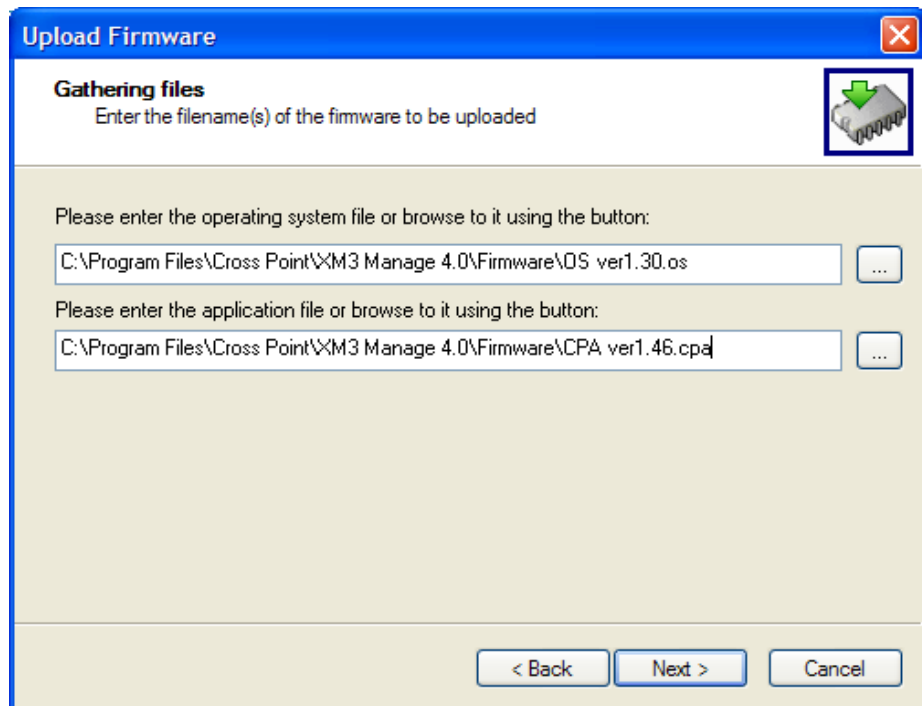 Upload Firmware
Gathering files
Enter the filename(s) of the firmware to be uploaded
Please enter the operating system file or browse to it using the button:
C:\Program Files\Cross Point\XM3 Manage 4.0\Firmware\OS ver1.30.os
...
Please enter the application file or browse to it using the button:
C:\Program Files\Cross Point\XM3 Manage 4.0\Firmware\CPA ver1.46.cpa
...
< Back Next > Cancel